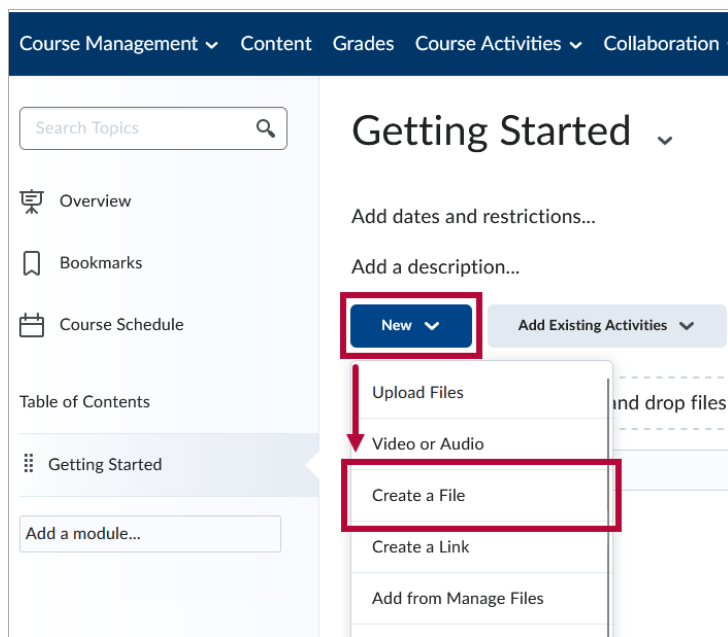 Course Management Content Grades Course Activities Collaboration
Search Topics
Overview
Bookmarks
Course Schedule
Table of Contents
Getting Started
Add a module...
Getting Started
Add dates and restrictions...
Add a description...
New Add Existing Activities
and drop files
Upload Files
Video or Audio
Create a File
Create a Link
Add from Manage Files